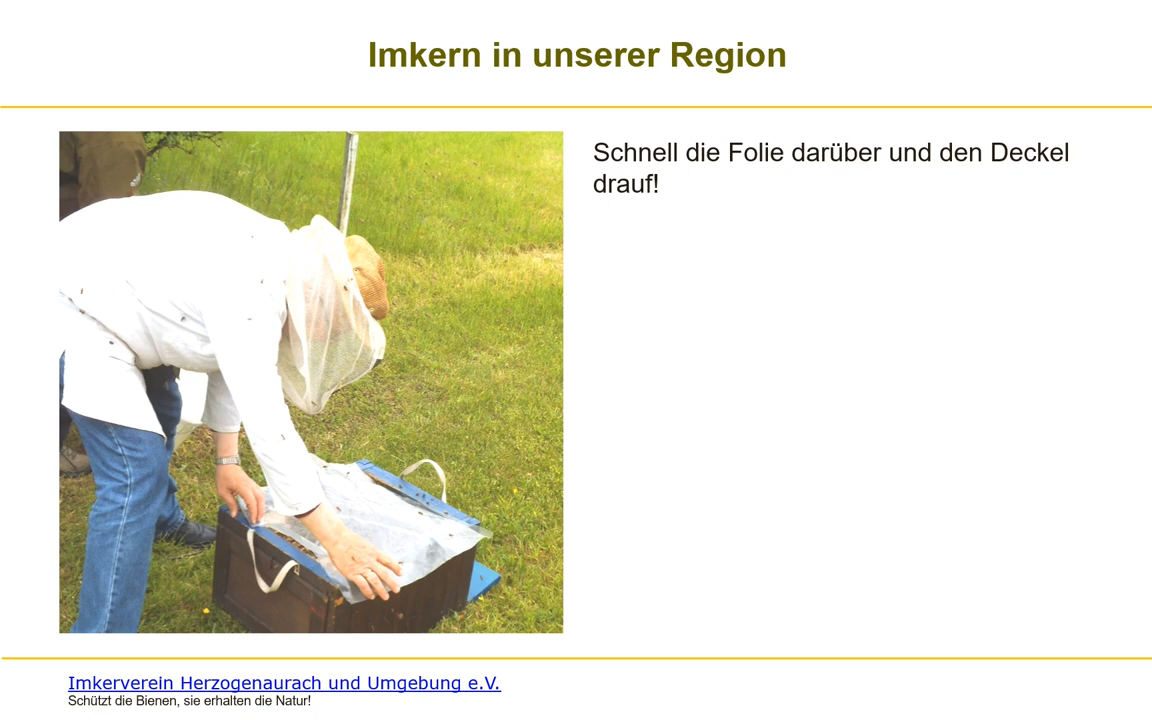 Imkern in unserer Region
Schnell die Folie darüber und den Deckel
drauf!
Imkerverein Herzogenaurach und Umgebung e.V.
Schützt die Bienen, sie erhalten die Natur!